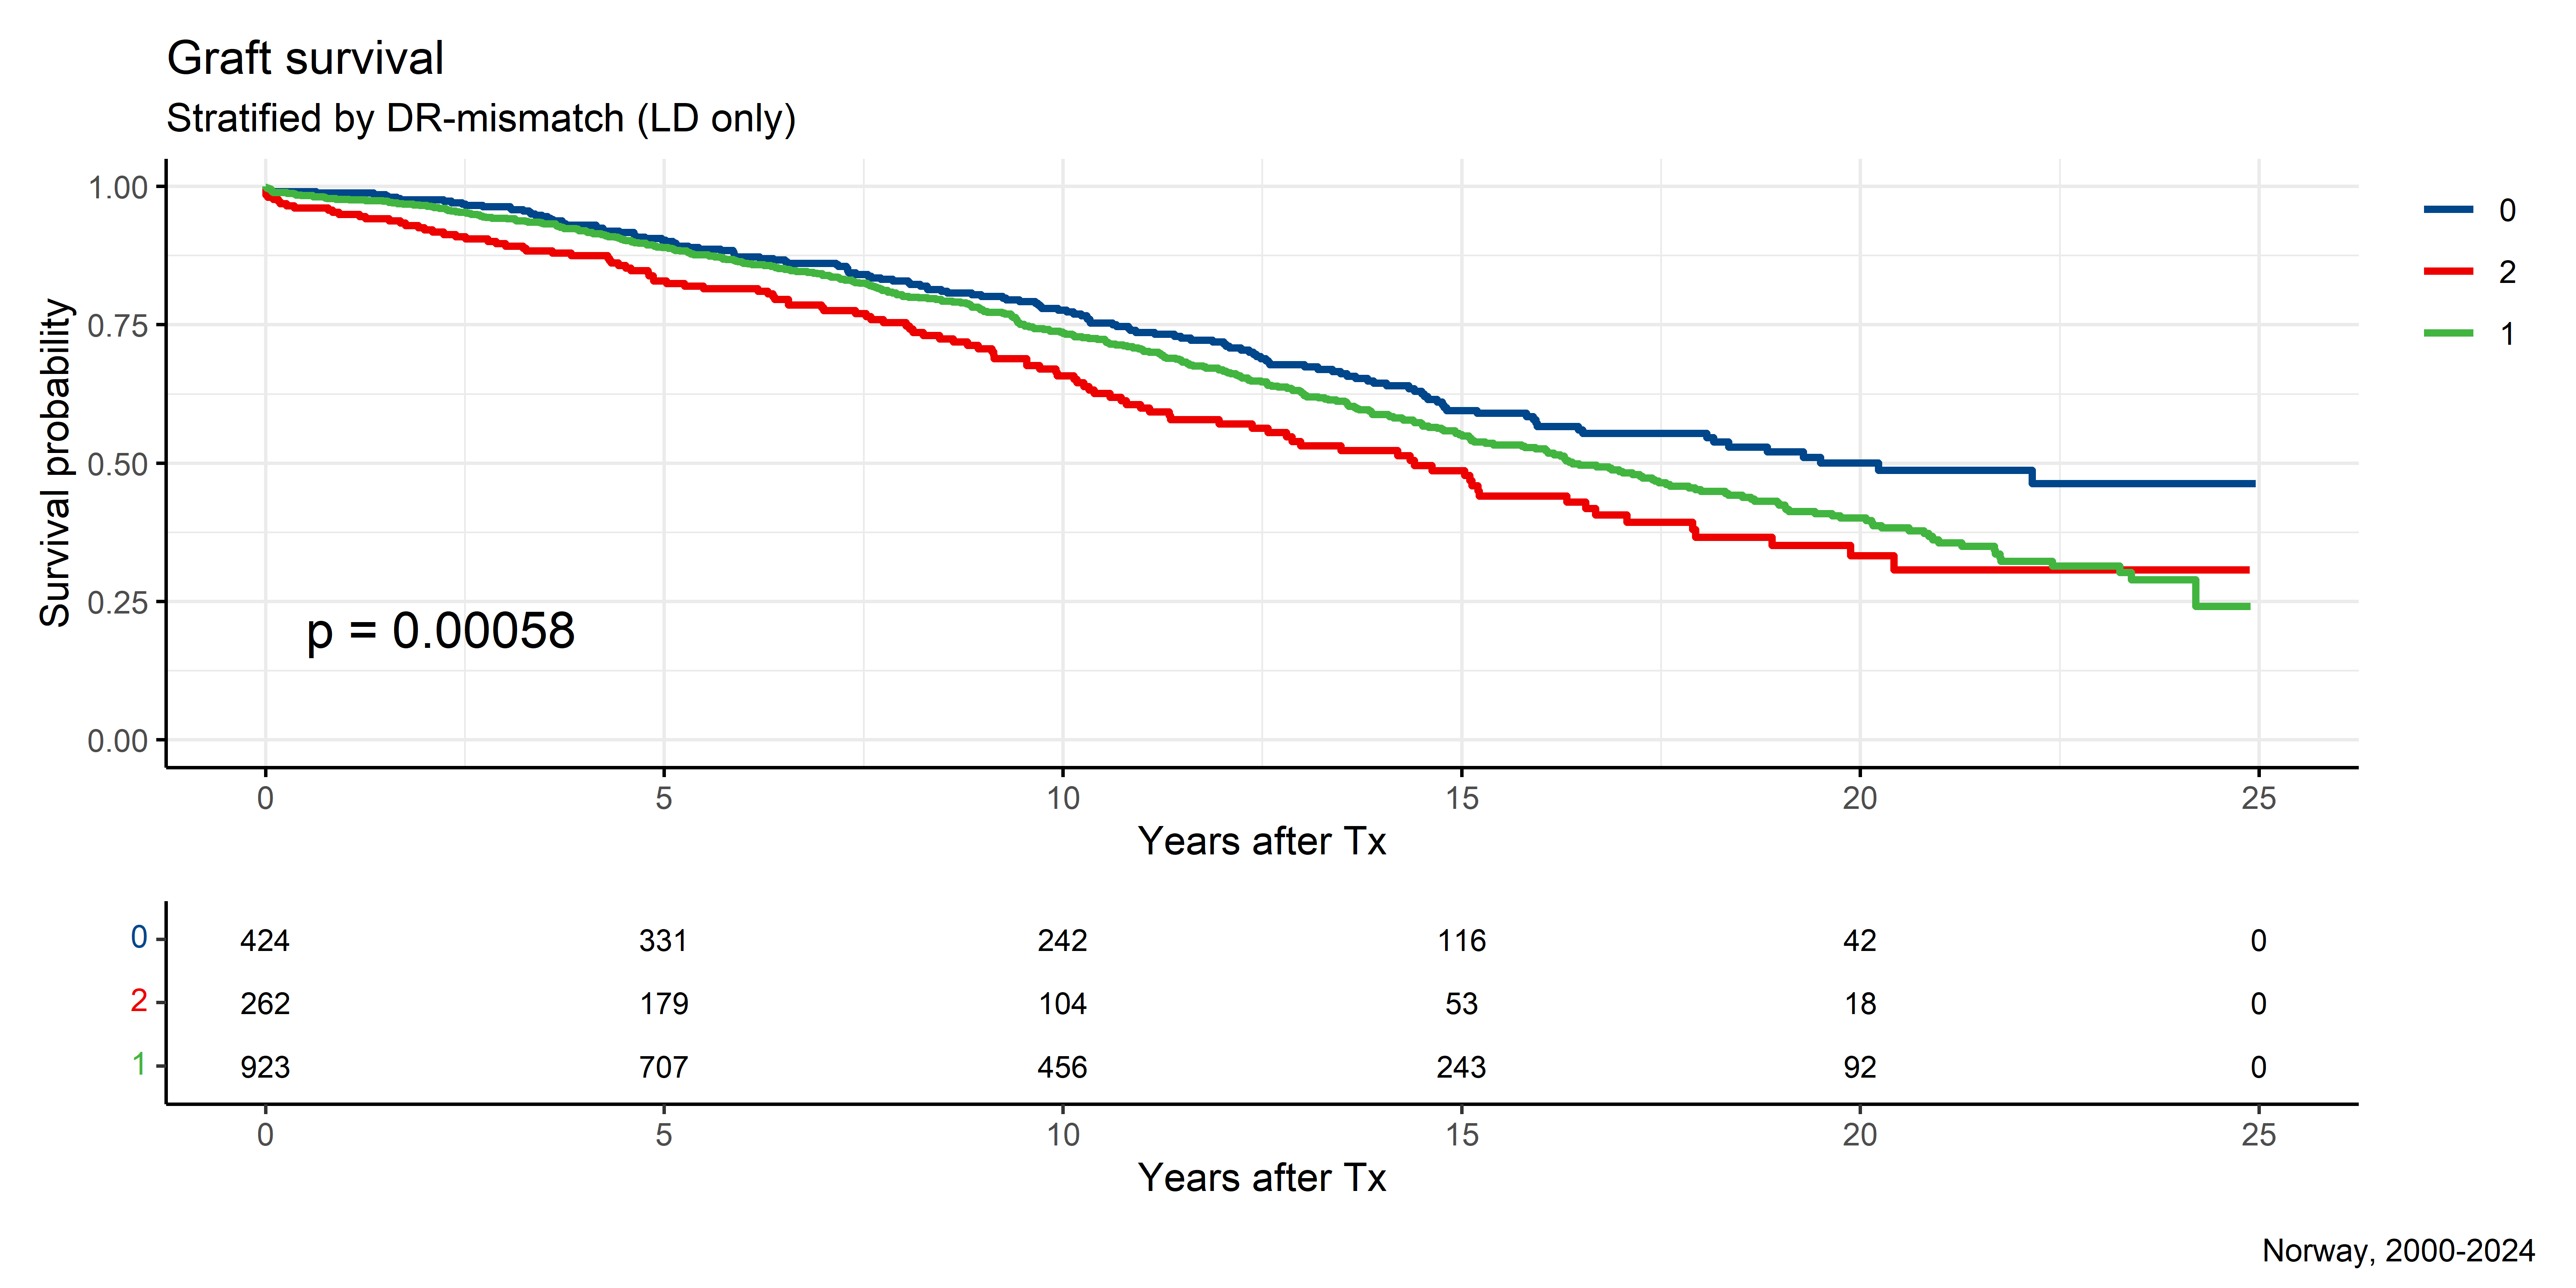 Graft survival
Stratified by DR-mismatch (LD only)
1.00
0.75
0.50
0.25
0.00
Survival probability
p = 0.00058
0
2
1
0 5 10 15 20 25
Years after Tx
0 424 331 242 116 42 0
2 262 179 104 53 18 0
1 923 707 456 243 92 0
0 5 10 15 20 25
Years after Tx
Norway, 2000-2024